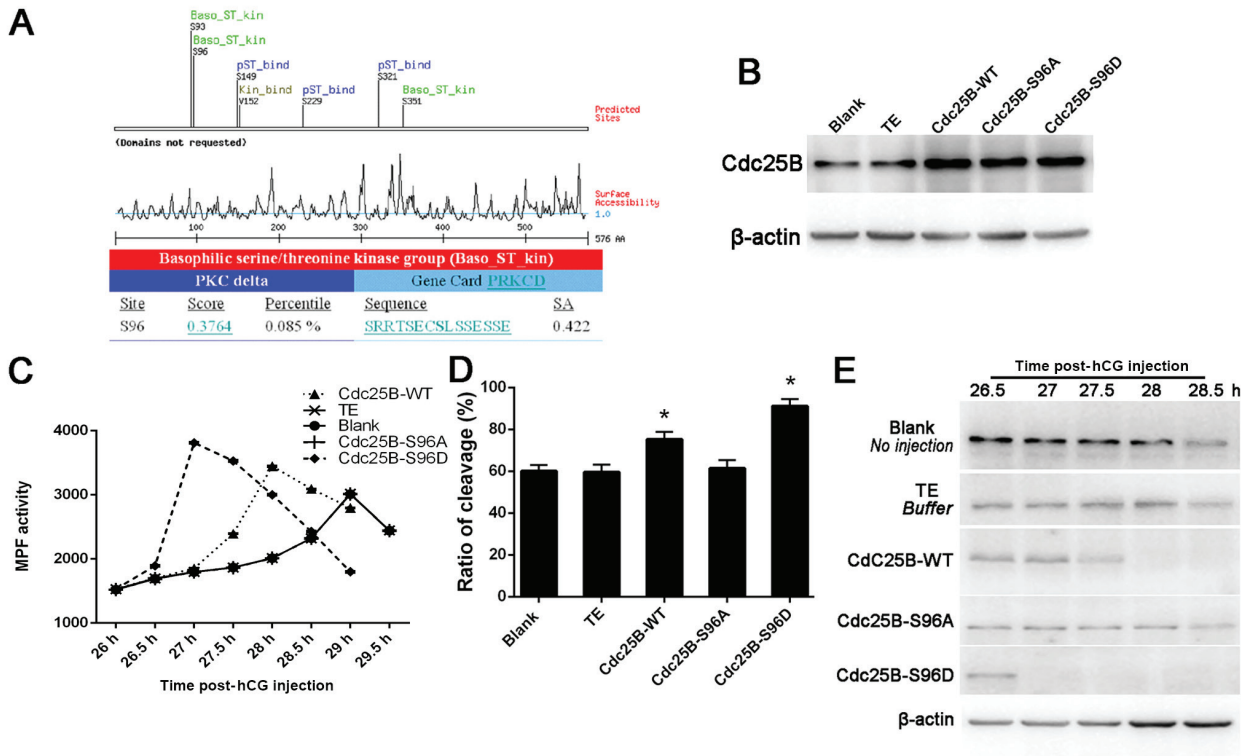 A
Baso_ST_kin
S93
Baso_ST_kin
S96
pST_bind
S149
pST_bind
S321
Kin_bind
V152
pST_bind
S229
Baso_ST_kin
S351
Predicted
Sites
(Domains not requested)
Surface
Accessibility
1.0
100 200 300 400 500
576 AA
Basophilic serine/threonine kinase group (Baso_ST_kin)
PKC delta Gene Card PRKCD
Site Score Percentile Sequence SA
S96 0.3764 0.085 % SRRTSECSLSSESSE 0.422
B
Blank TE Cdc25B-WT Cdc25B-S96A Cdc25B-S96D
Cdc25B
β-actin
C
Cdc25B-WT
TE
Blank
Cdc25B-S96A
Cdc25B-S96D
MPF activity
4000
3000
2000
1000
26 h 26.5 h 27 h 27.5 h 28 h 28.5 h 29 h 29.5 h
Time post-hCG injection
D
Ratio of cleavage (%)
100
80
60
40
20
0
* *
Blank TE Cdc25B-WT Cdc25B-S96A Cdc25B-S96D
E
Time post-hCG injection
26.5 27 27.5 28 28.5 h
Blank
No injection
TE
Buffer
CdC25B-WT
Cdc25B-S96A
Cdc25B-S96D
β-actin